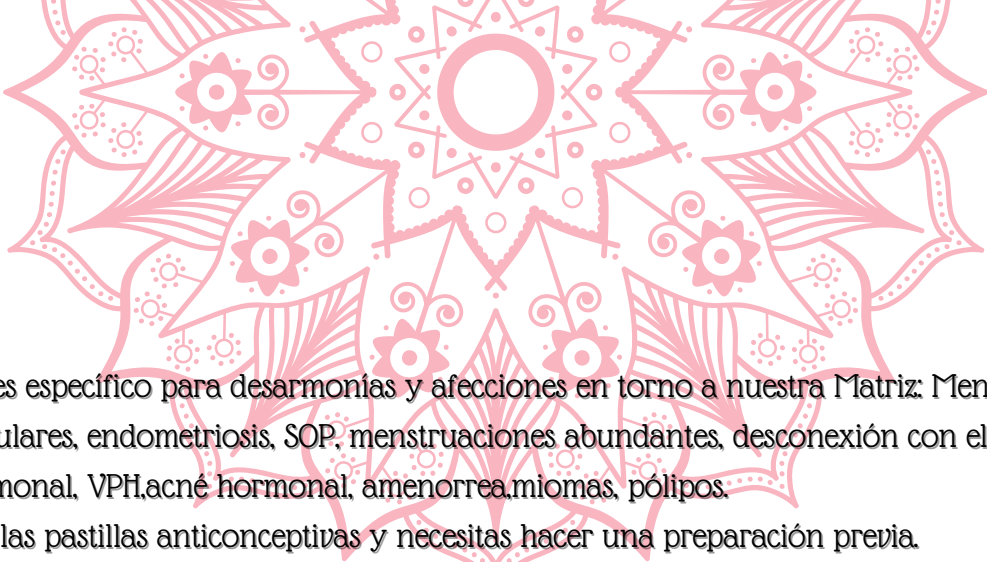 es específico para desarmonías y afecciones en torno a nuestra Matriz: Men
ulares, endometriosis, SOP, menstruaciones abundantes, desconexión con el
monal, VPH,acné hormonal, amenorrea,miomas, pólipos.
las pastillas anticonceptivas y necesitas hacer una preparación previa.